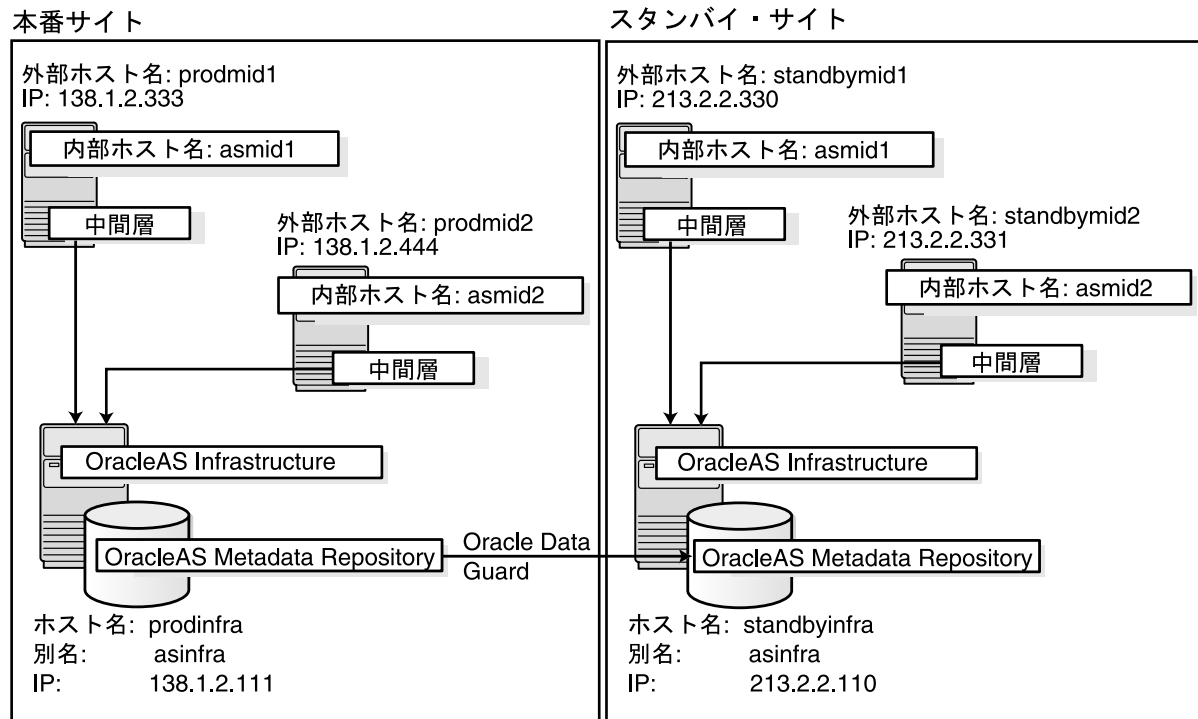 本番サイト
外部ホスト名: prodmid1
IP: 138.1.2.333
内部ホスト名: asmid1
中間層
外部ホスト名: prodmid2
IP: 138.1.2.444
内部ホスト名: asmid2
中間層
OracleAS Infrastructure
OracleAS Metadata Repository
Oracle Data
Guard
ホスト名: prodinfra
別名: asinfra
IP: 138.1.2.111
スタンバイ・サイト
外部ホスト名: standbymid1
IP: 213.2.2.330
内部ホスト名: asmid1
中間層
外部ホスト名: standbymid2
IP: 213.2.2.331
内部ホスト名: asmid2
中間層
OracleAS Infrastructure
OracleAS Metadata Repository
ホスト名: standbyinfra
別名: asinfra
IP: 213.2.2.110